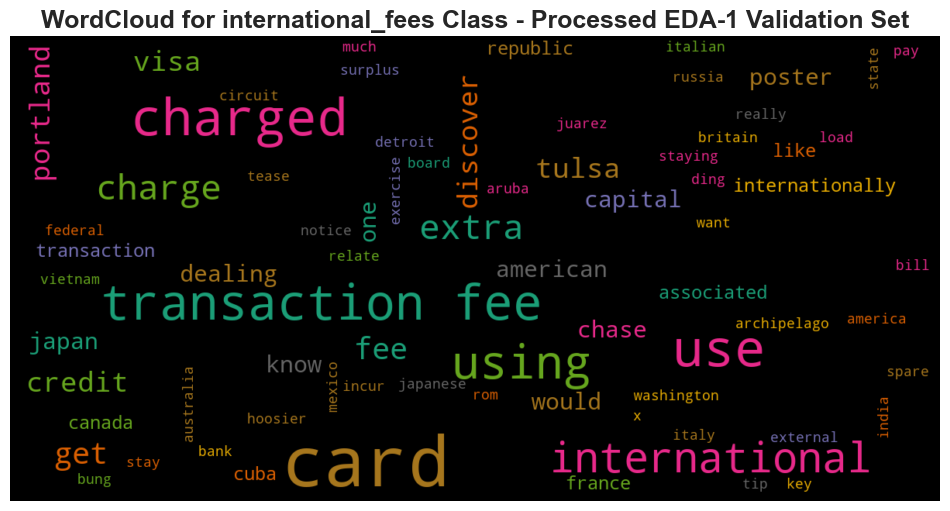 WordCloud for international_fees Class - Processed EDA-1 Validation Set
much
republic
italian
portland
visa
surplus
russia
poster
state
pay
circuit
charged
discover
really
juarez
britain
load
detroit
like
board
staying
tulsa
tease
exercise
aruba
ding
internationally
charge
capital
one
extra
want
federal
notice
transaction
relate
dealing
american
vietnam
associated
bill
transaction fee
chase
archipelago
america
japan
fee
using
use
know
credit
australia
mexico
incur
japanese
rom
would
washington
spare
x
india
canada
hoosier
get
stay
bank
cuba
card
italy
external
international
bung
france
tip
key